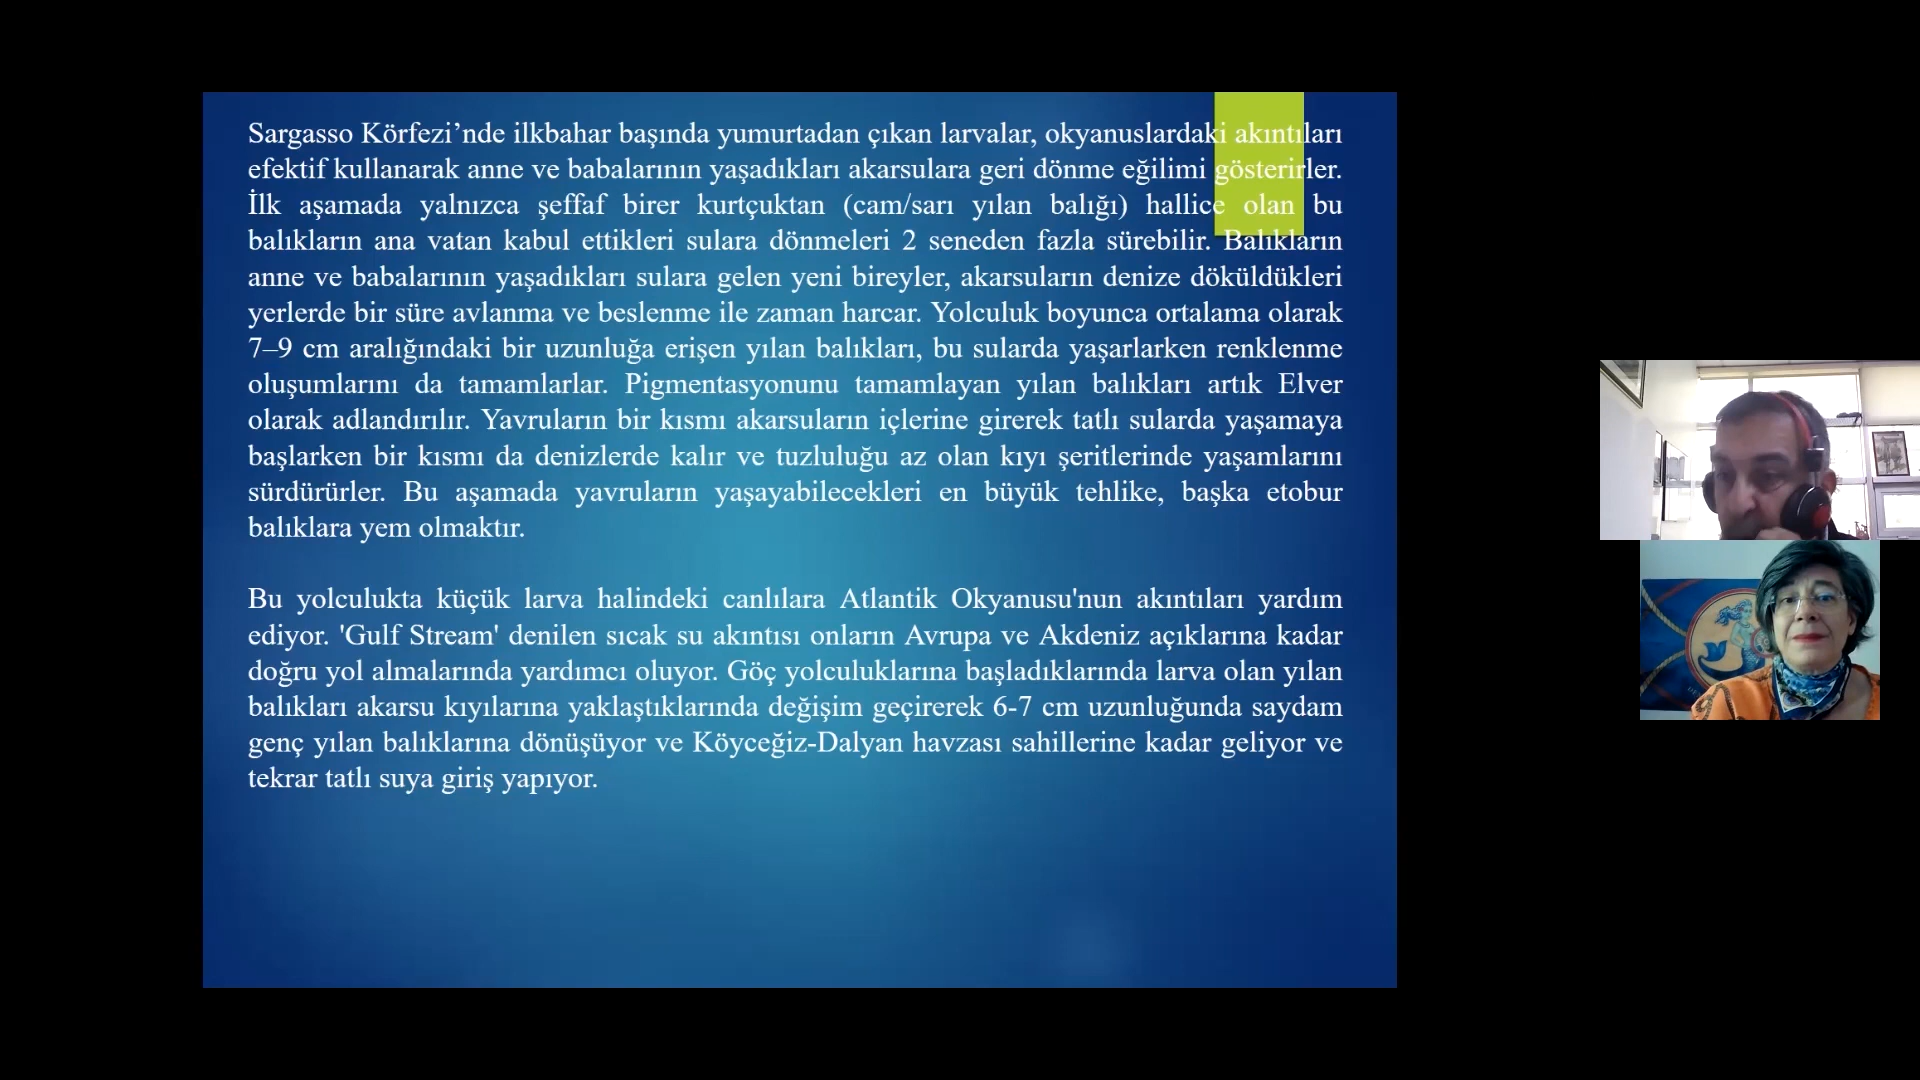 Sargasso Körfezi’nde ilkbahar başında yumurtadan çıkan larvalar, okyanuslardaki akıntıları
efektif kullanarak anne ve babalarının yaşadıkları akarsulara geri dönme eğilimi gösterirler.
İlk aşamada yalnızca şeffaf birer kurtçuktan (cam/sarı yılan balığı) hallice olan bu
balıkların ana vatan kabul ettikleri sulara dönmeleri 2 seneden fazla sürebilir. Balıkların
anne ve babalarının yaşadıkları sulara gelen yeni bireyler, akarsuların denize döküldükleri
yerlerde bir süre avlanma ve beslenme ile zaman harcar. Yolculuk boyunca ortalama olarak
7–9 cm aralığındaki bir uzunluğa erişen yılan balıkları, bu sularda yaşarlarken renklenme
oluşumlarını da tamamlarlar. Pigmentasyonunu tamamlayan yılan balıkları artık Elver
olarak adlandırılır. Yavruların bir kısmı akarsuların içlerine girerek tatlı sularda yaşamaya
başlarken bir kısmı da denizlerde kalır ve tuzluluğu az olan kıyı şeritlerinde yaşamlarını
sürdürürler. Bu aşamada yavruların yaşayabilecekleri en büyük tehlike, başka etobur
balıklara yem olmaktır.
Bu yolculukta küçük larva halindeki canlılara Atlantik Okyanusu'nun akıntıları yardım
ediyor. 'Gulf Stream' denilen sıcak su akıntısı onların Avrupa ve Akdeniz açıklarına kadar
doğru yol almalarında yardımcı oluyor. Göç yolculuklarına başladıklarında larva olan yılan
balıkları akarsu kıyılarına yaklaştıklarında değişim geçirerek 6-7 cm uzunluğunda saydam
genç yılan balıklarına dönüşüyor ve Köyceğiz-Dalyan havzası sahillerine kadar geliyor ve
tekrar tatlı suya giriş yapıyor.